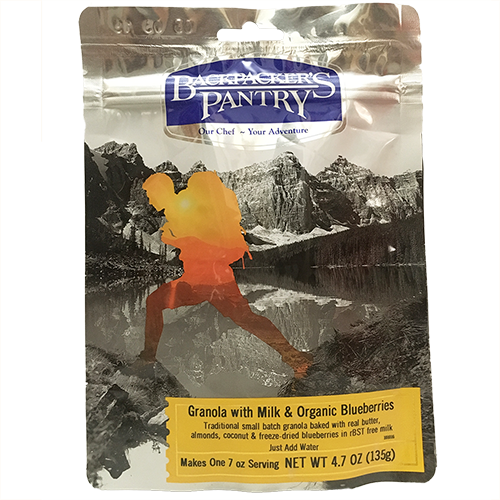 BACKPACKER'S
PANTRY
Our Chef ~ Your Adventure
Granola with Milk & Organic Blueberries
Traditional small batch granola baked with real butter,
almonds, coconut & freeze-dried blueberries in rBST free milk
Just Add Water
Makes One 7 oz Serving NET WT 4.7 OZ (135g)